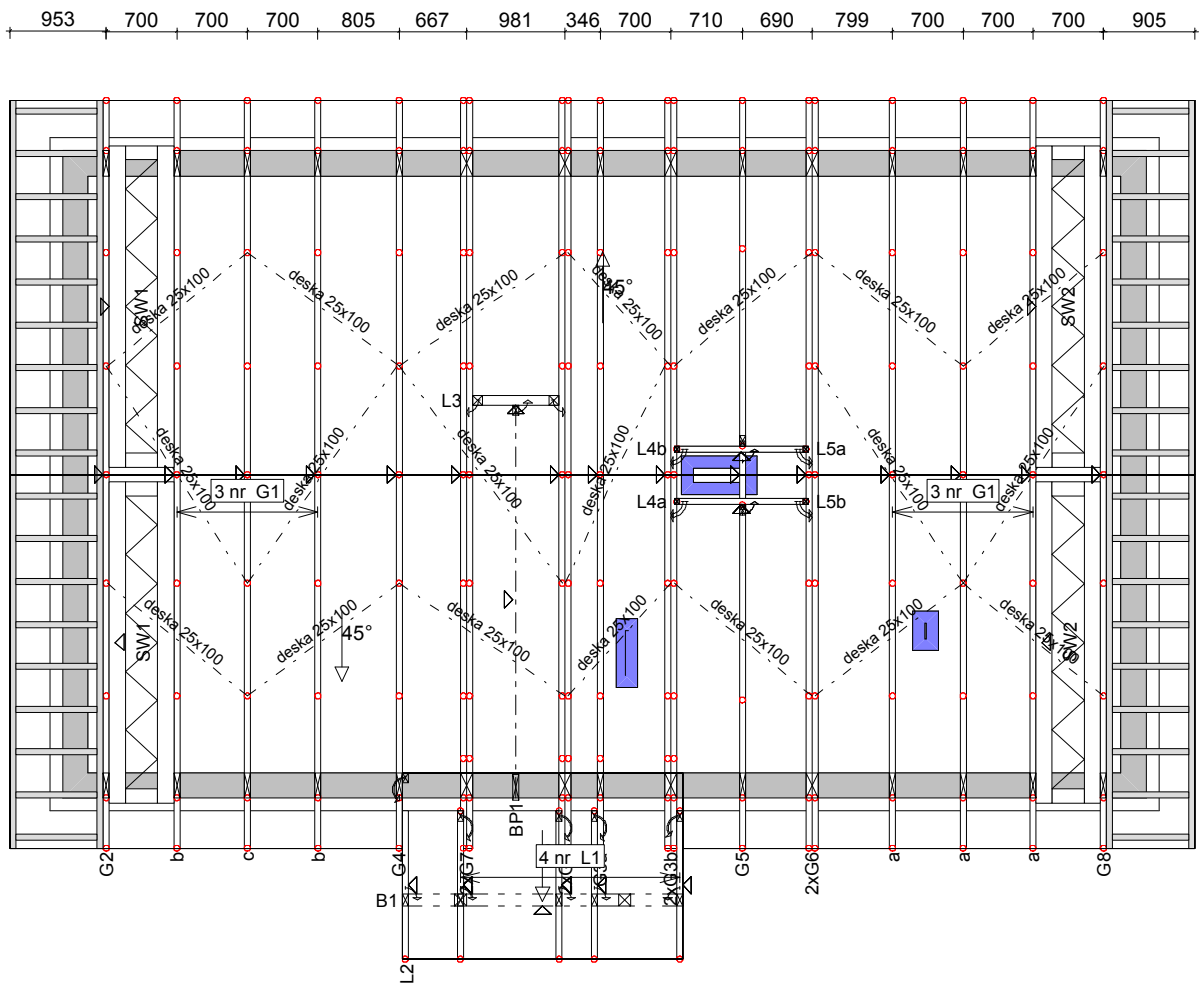 953 700 700 700 805 667 981 346 700 710 690 799 700 700 700 905
deska 25x100
deska 25x100
deska 25x100
deska 25x100
deska 25x100
deska 25x100
deska 25x100
45°
SW1
SW2
L3
deska 25x100
deska 25x100
deska 25x100
deska 25x100
deska 25x100
deska 25x100
L4b
L5a
3 nr G1
3 nr G1
L4a
L5b
deska 25x100
deska 25x100
deska 25x100
deska 25x100
deska 25x100
deska 25x100
deska 25x100
SW1
45°
SW2
BP1
4 nr L1
G2
b
c
b
G4
2xG3b
G5
2xG6
a
a
a
G8
B1
L2